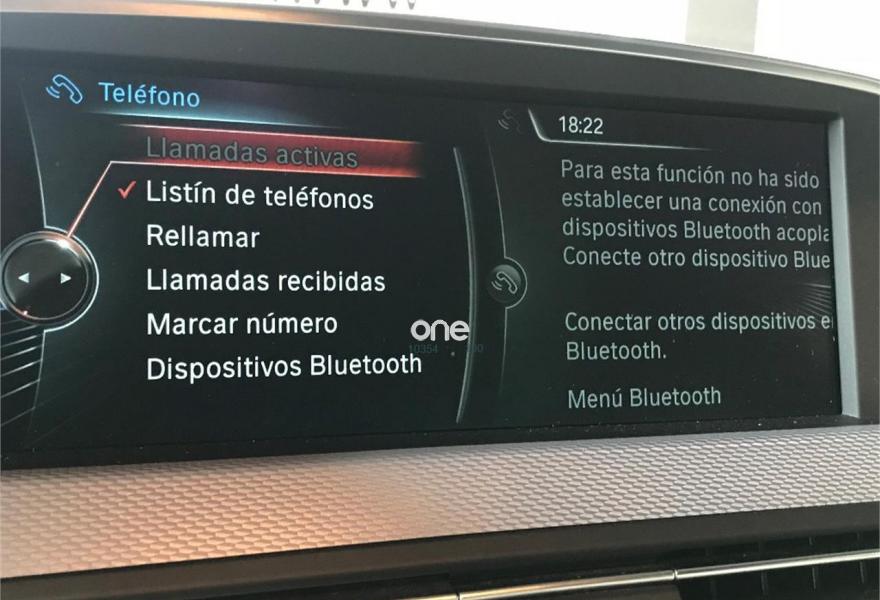 Teléfono
Llamadas activas
Listín de teléfonos
Rellamar
Llamadas recibidas
Marcar número
Dispositivos Bluetooth
18:22
Para esta función no ha sido
establecer una conexión con
dispositivos Bluetooth acopla
Conecte otro dispositivo Blue
Conectar otros dispositivos e
Bluetooth.
Menú Bluetooth
one